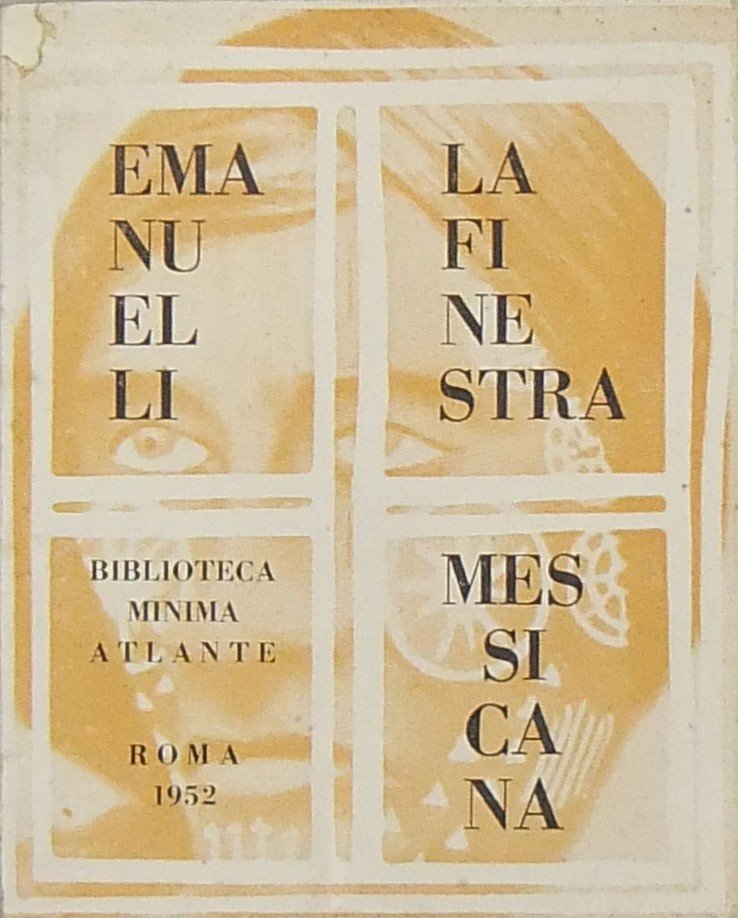 EMA
NU
EL
LI
LA
FI
NE
STRA
MES
SI
CA
NA
BIBLIOTECA
MINIMA
ATLANTE
ROMA
1952